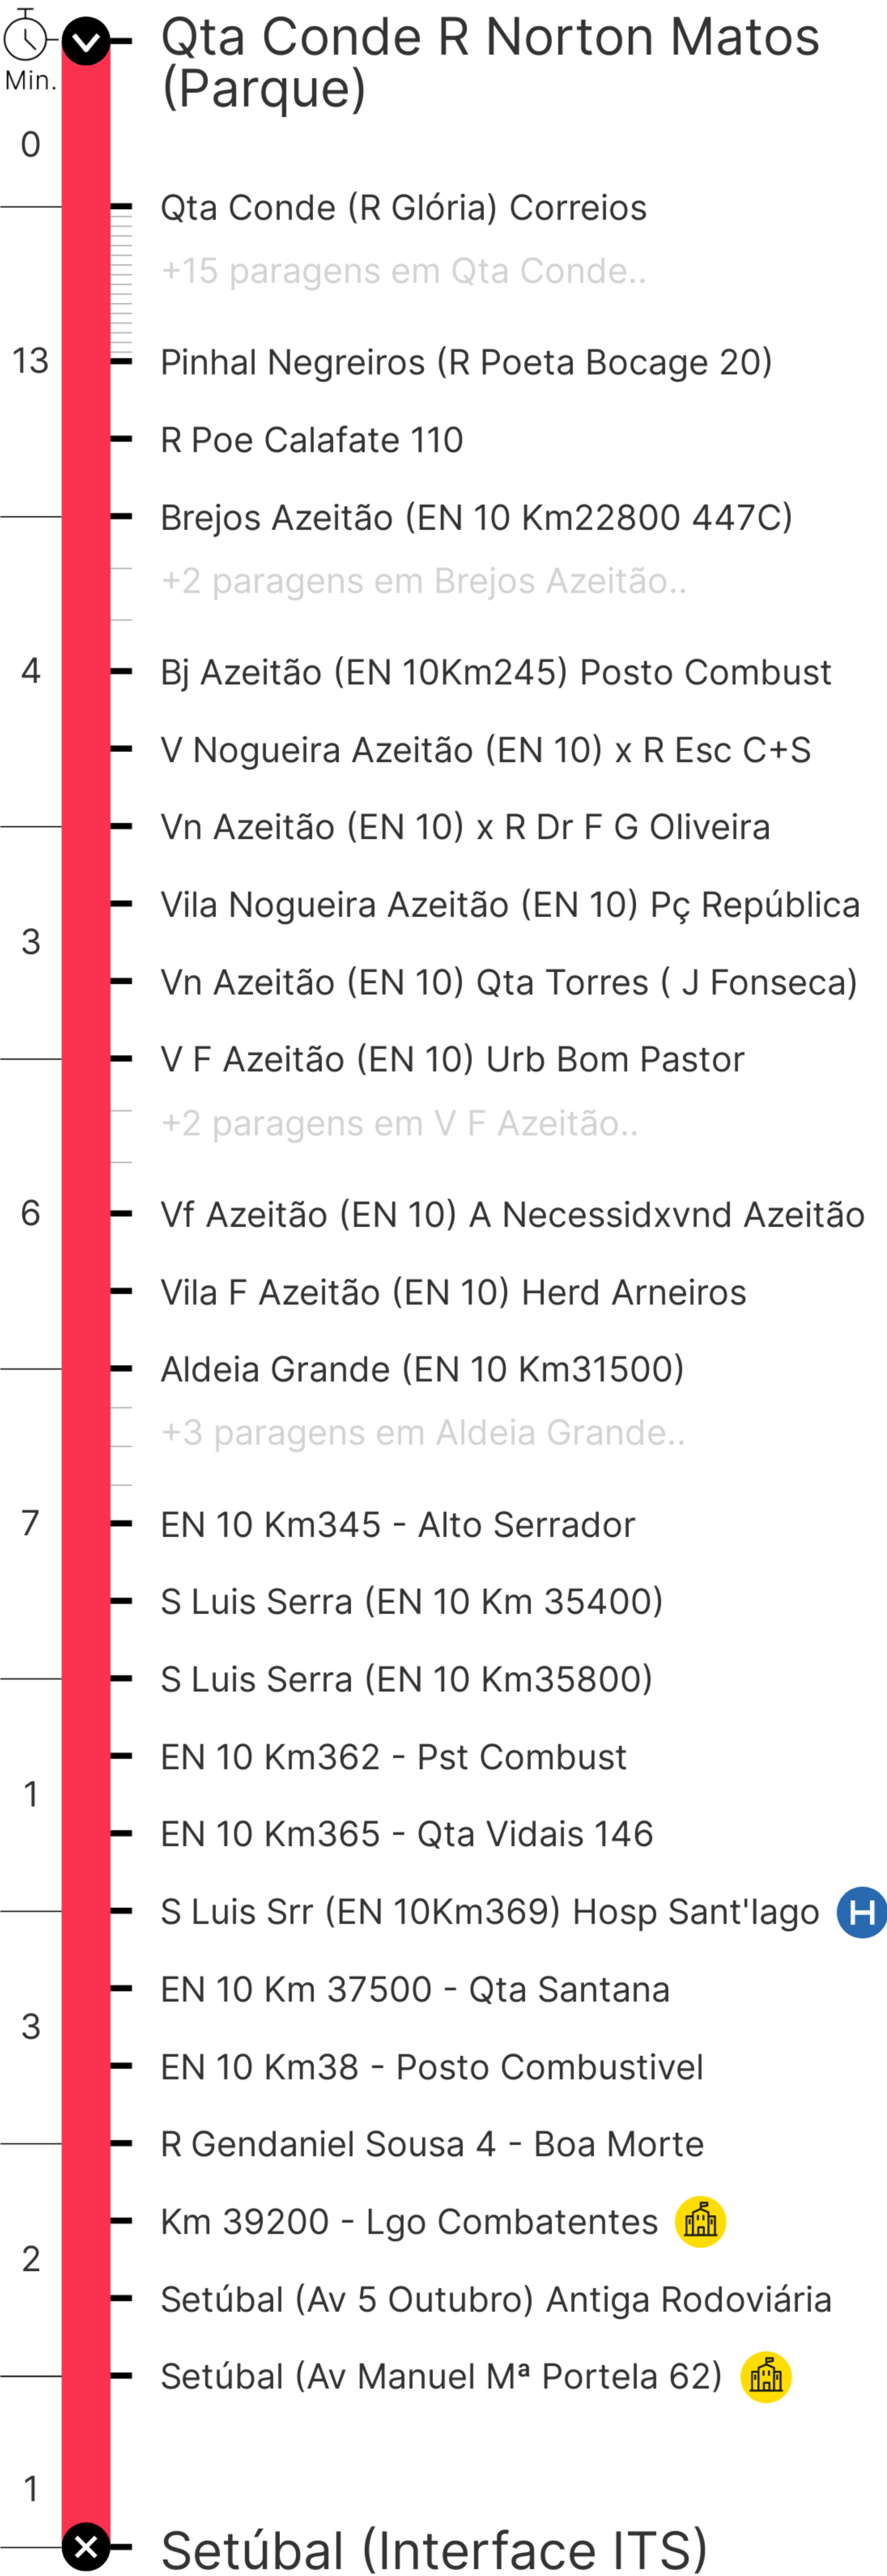 Qta Conde R Norton Matos
(Parque)
Min.
0
Qta Conde (R Glória) Correios
+15 paragens em Qta Conde..
13
Pinhal Negreiros (R Poeta Bocage 20)
R Poe Calafate 110
Brejos Azeitão (EN 10 Km22800 447C)
+2 paragens em Brejos Azeitão..
4
Bj Azeitão (EN 10Km245) Posto Combust
V Nogueira Azeitão (EN 10) x R Esc C+S
Vn Azeitão (EN 10) x R Dr F G Oliveira
Vila Nogueira Azeitão (EN 10) Pç República
3
Vn Azeitão (EN 10) Qta Torres ( J Fonseca)
V F Azeitão (EN 10) Urb Bom Pastor
+2 paragens em V F Azeitão..
6
Vf Azeitão (EN 10) A Necessidxvnd Azeitão
Vila F Azeitão (EN 10) Herd Arneiros
Aldeia Grande (EN 10 Km31500)
+3 paragens em Aldeia Grande..
7
EN 10 Km345 - Alto Serrador
S Luis Serra (EN 10 Km 35400)
S Luis Serra (EN 10 Km35800)
EN 10 Km362 - Pst Combust
1
EN 10 Km365 - Qta Vidais 146
S Luis Srr (EN 10Km369) Hosp Sant'Iago H
EN 10 Km 37500 - Qta Santana
3
EN 10 Km38 - Posto Combustivel
R Gendaniel Sousa 4 - Boa Morte
Km 39200 - Lgo Combatentes
2
Setúbal (Av 5 Outubro) Antiga Rodoviária
Setúbal (Av Manuel Mª Portela 62)
1
Setúbal (Interface ITS)